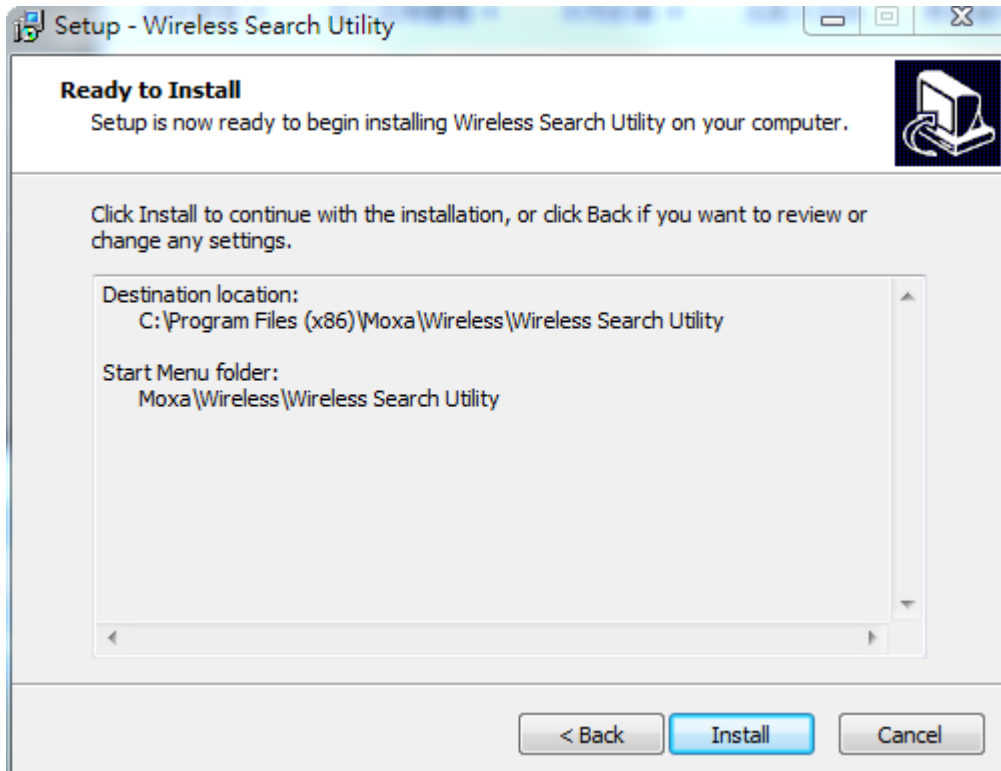 Setup - Wireless Search Utility
Ready to Install
Setup is now ready to begin installing Wireless Search Utility on your computer.
Click Install to continue with the installation, or click Back if you want to review or
change any settings.
Destination location:
C:\Program Files (x86)\Moxa\Wireless\Wireless Search Utility
Start Menu folder:
Moxa\Wireless\Wireless Search Utility
< Back
Install
Cancel